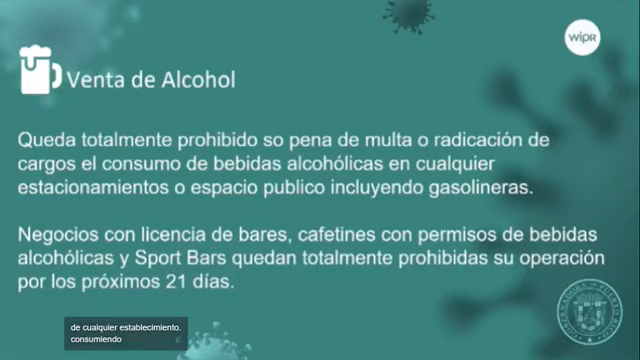 wipr
Venta de Alcohol
Queda totalmente prohibido so pena de multa o radicación de
cargos el consumo de bebidas alcohólicas en cualquier
estacionamientos o espacio publico incluyendo gasolineras.
Negocios con licencia de bares, cafetines con permisos de bebidas
alcohólicas y Sport Bars quedan totalmente prohibidas su operación
por los próximos 21 días.
de cualquier establecimiento.
consumiendo